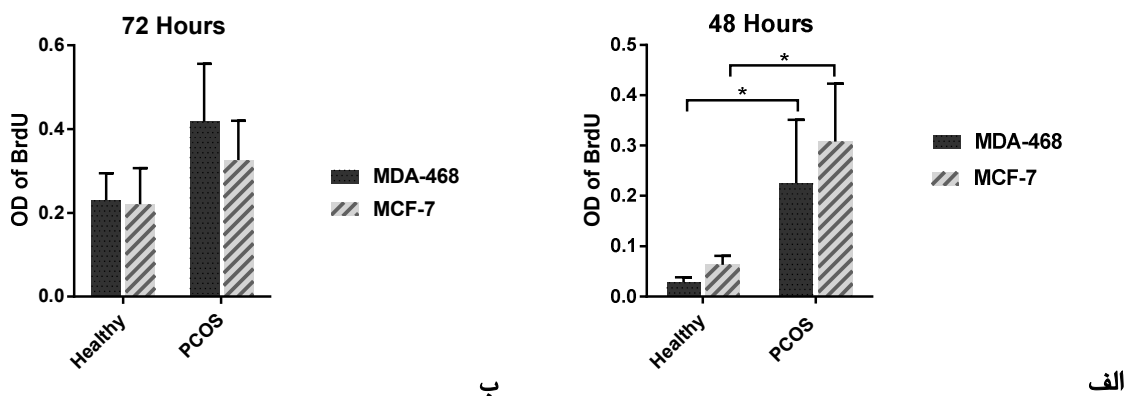 72 Hours
OD of BrdU
0.6
0.4
0.2
0.0
Healthy
PCOS
MDA-468
MCF-7
ب
48 Hours
OD of BrdU
0.5
0.4
0.3
0.2
0.1
0.0
*
*
Healthy
PCOS
MDA-468
MCF-7
الف